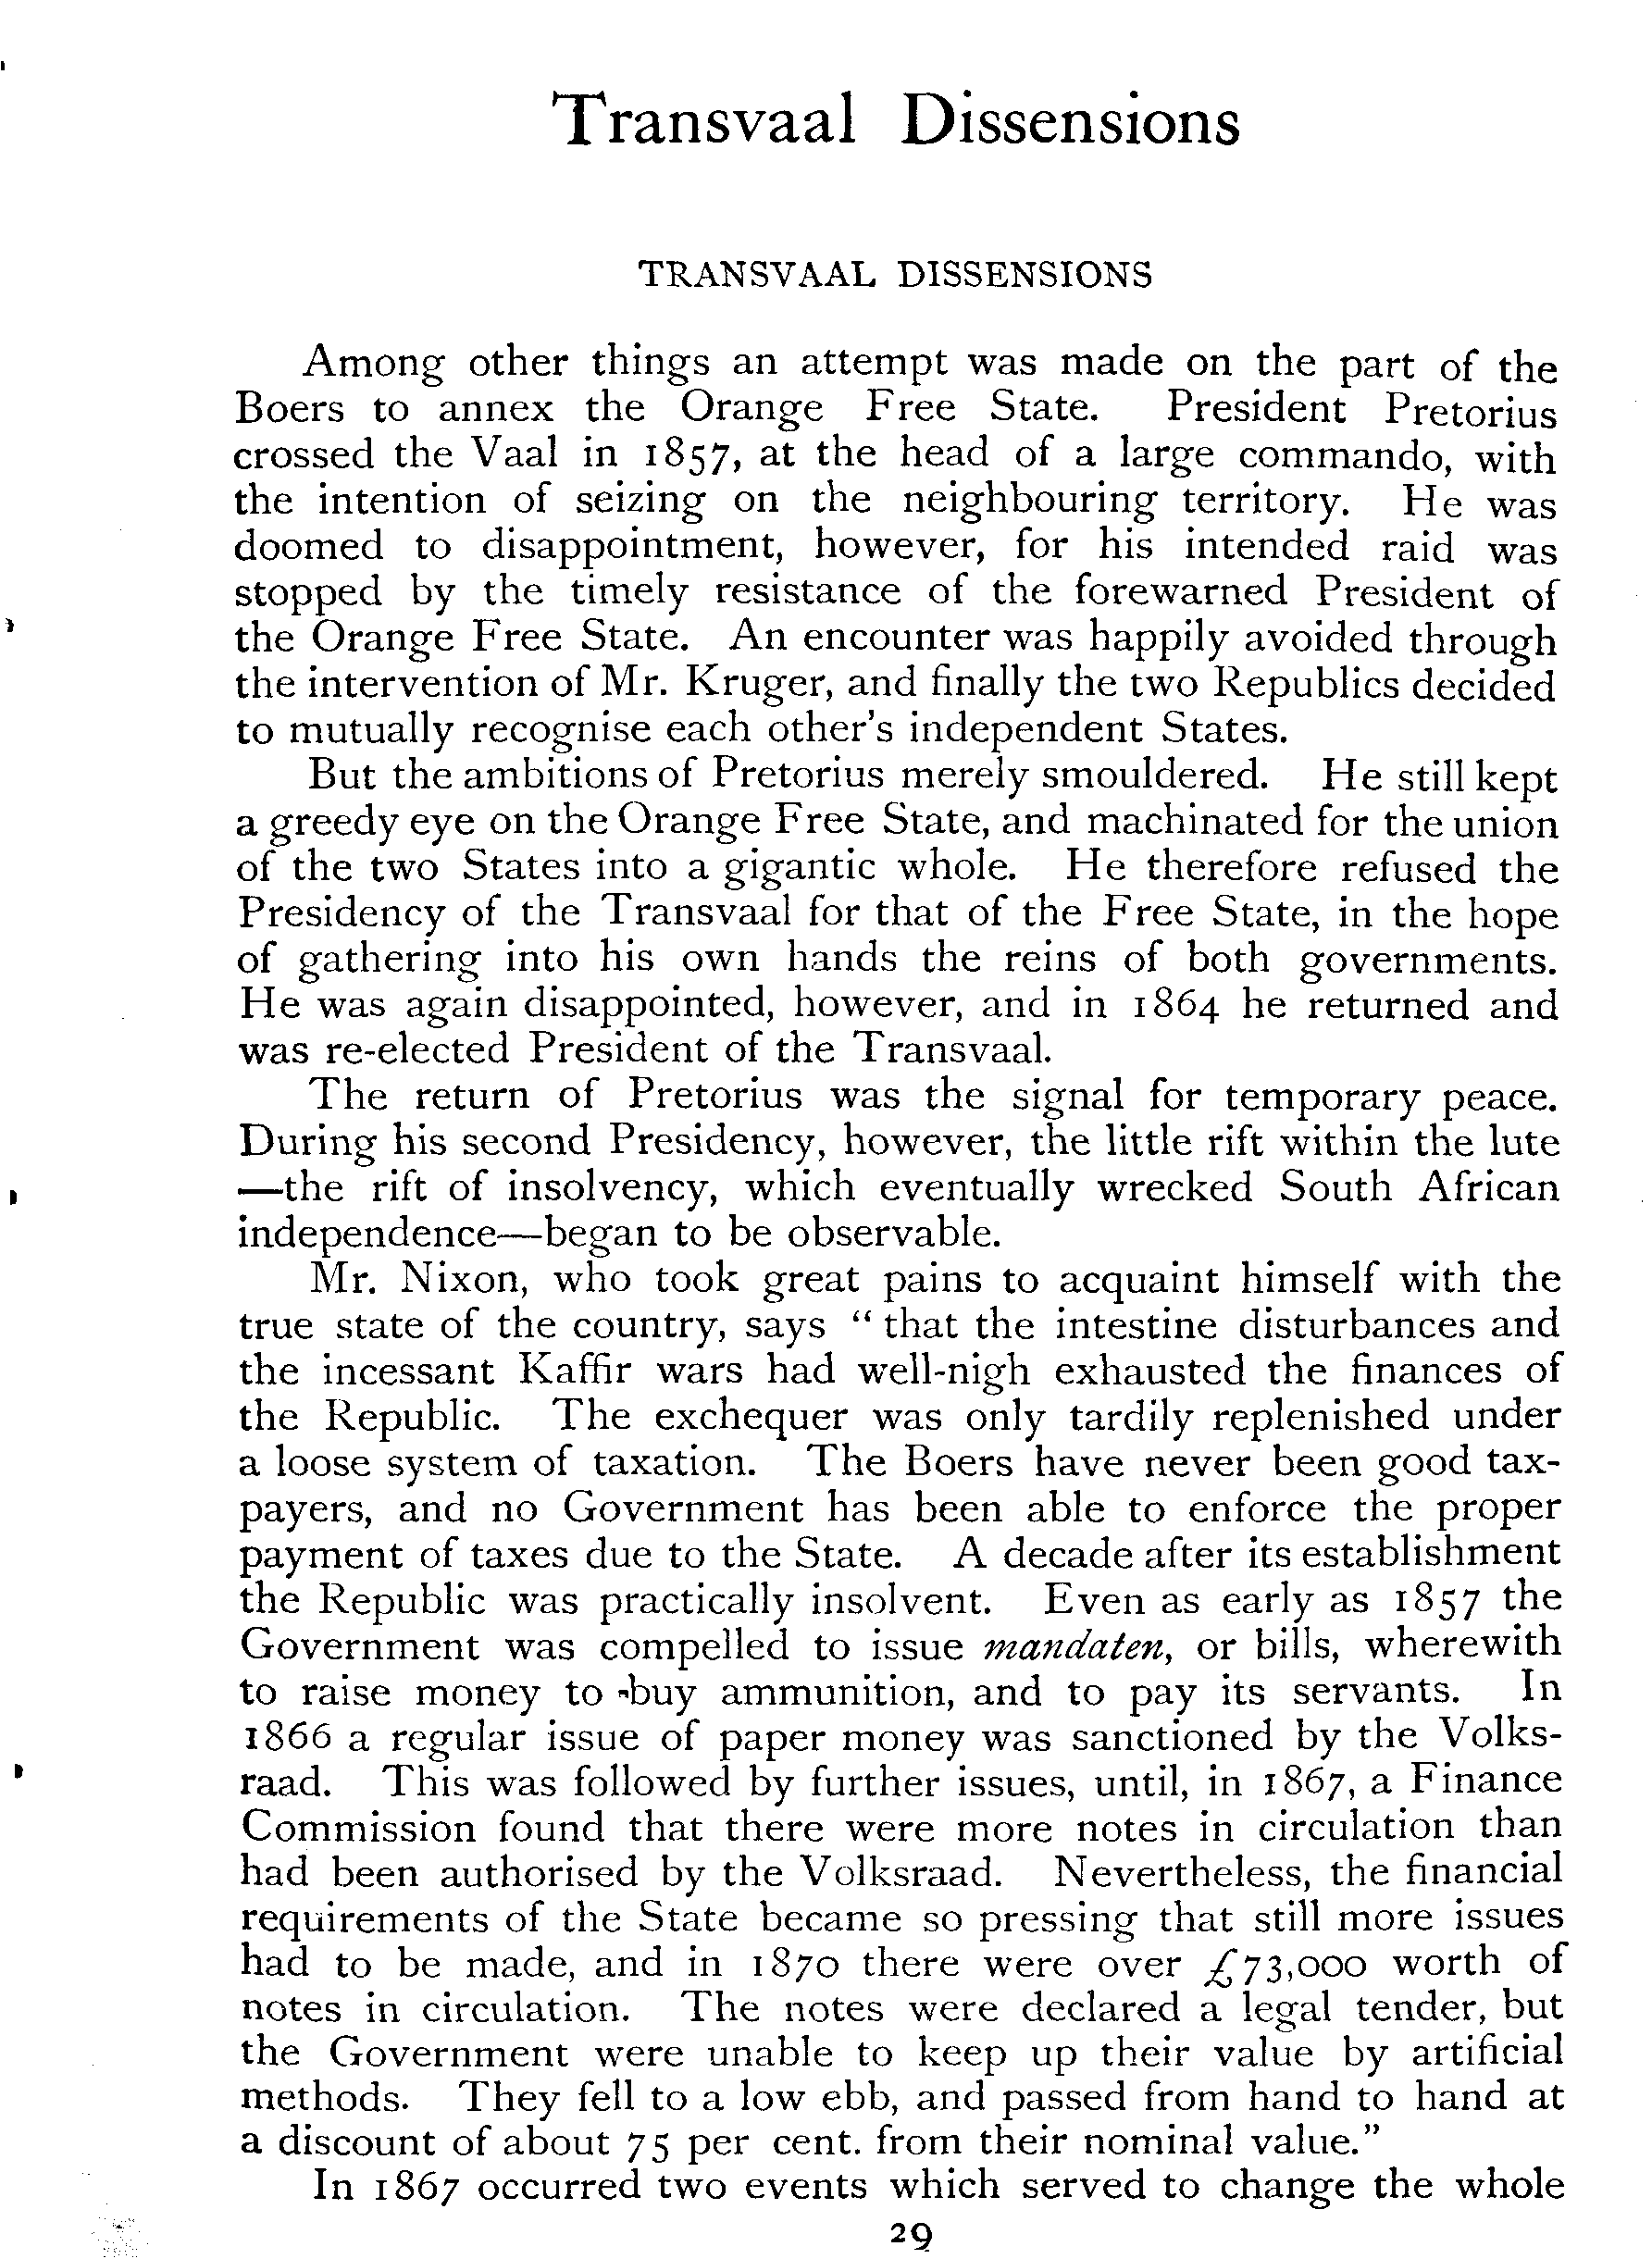 Transvaal Dissensions
TRANSVAAL DISSENSIONS
Among other things an attempt was made on the part of the
Boers to annex the Orange Free State. President Pretorius
crossed the Vaal in 1857, at the head of a large commando, with
the intention of seizing on the neighbouring territory. He was
doomed to disappointment, however, for his intended raid was
stopped by the timely resistance of the forewarned President of
the Orange Free State. An encounter was happily avoided through
the intervention of Mr. Kruger, and finally the two Republics decided
to mutually recognise each other's independent States.
But the ambitions of Pretorius merely smouldered. He still kept
a greedy eye on the Orange Free State, and machinated for the union
of the two States into a gigantic whole. He therefore refused the
Presidency of the Transvaal for that of the Free State, in the hope
of gathering into his own hands the reins of both governments.
He was again disappointed, however, and in 1864 he returned and
was re-elected President of the Transvaal.
The return of Pretorius was the signal for temporary peace.
During his second Presidency, however, the little rift within the lute
—the rift of insolvency, which eventually wrecked South African
independence—began to be observable.
Mr. Nixon, who took great pains to acquaint himself with the
true state of the country, says "that the intestine disturbances and
the incessant Kaffir wars had well-nigh exhausted the finances of
the Republic. The exchequer was only tardily replenished under
a loose system of taxation. The Boers have never been good tax-
payers, and no Government has been able to enforce the proper
payment of taxes due to the State. A decade after its establishment
the Republic was practically insolvent. Even as early as 1857 the
Government was compelled to issue mandaten, or bills, wherewith
to raise money to buy ammunition, and to pay its servants. In
1866 a regular issue of paper money was sanctioned by the Volks-
raad. This was followed by further issues, until, in 1867, a Finance
Commission found that there were more notes in circulation than
had been authorised by the Volksraad. Nevertheless, the financial
requirements of the State became so pressing that still more issues
had to be made, and in 1870 there were over £73,000 worth of
notes in circulation. The notes were declared a legal tender, but
the Government were unable to keep up their value by artificial
methods. They fell to a low ebb, and passed from hand to hand at
a discount of about 75 per cent. from their nominal value."
In 1867 occurred two events which served to change the whole
29